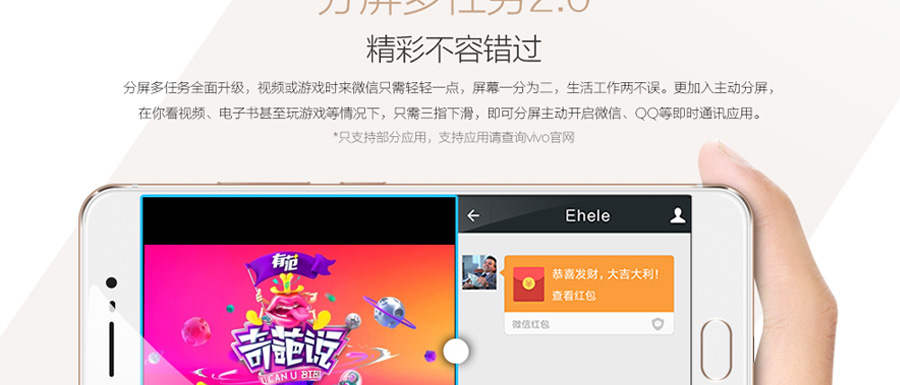 分屏多任务2.0
精彩不容错过
分屏多任务全面升级，视频或游戏时来微信只需轻轻一点，屏幕一分为二，生活工作两不误。更加入主动分屏，
在你看视频、电子书甚至玩游戏等情况下，只需三指下滑，即可分屏主动开启微信、QQ等即时通讯应用。
*只支持部分应用，支持应用请查询vivo官网
Ehele
有范
恭喜发财，大吉大利！
查看红包
微信红包
奇葩说
U CAN U BIBI